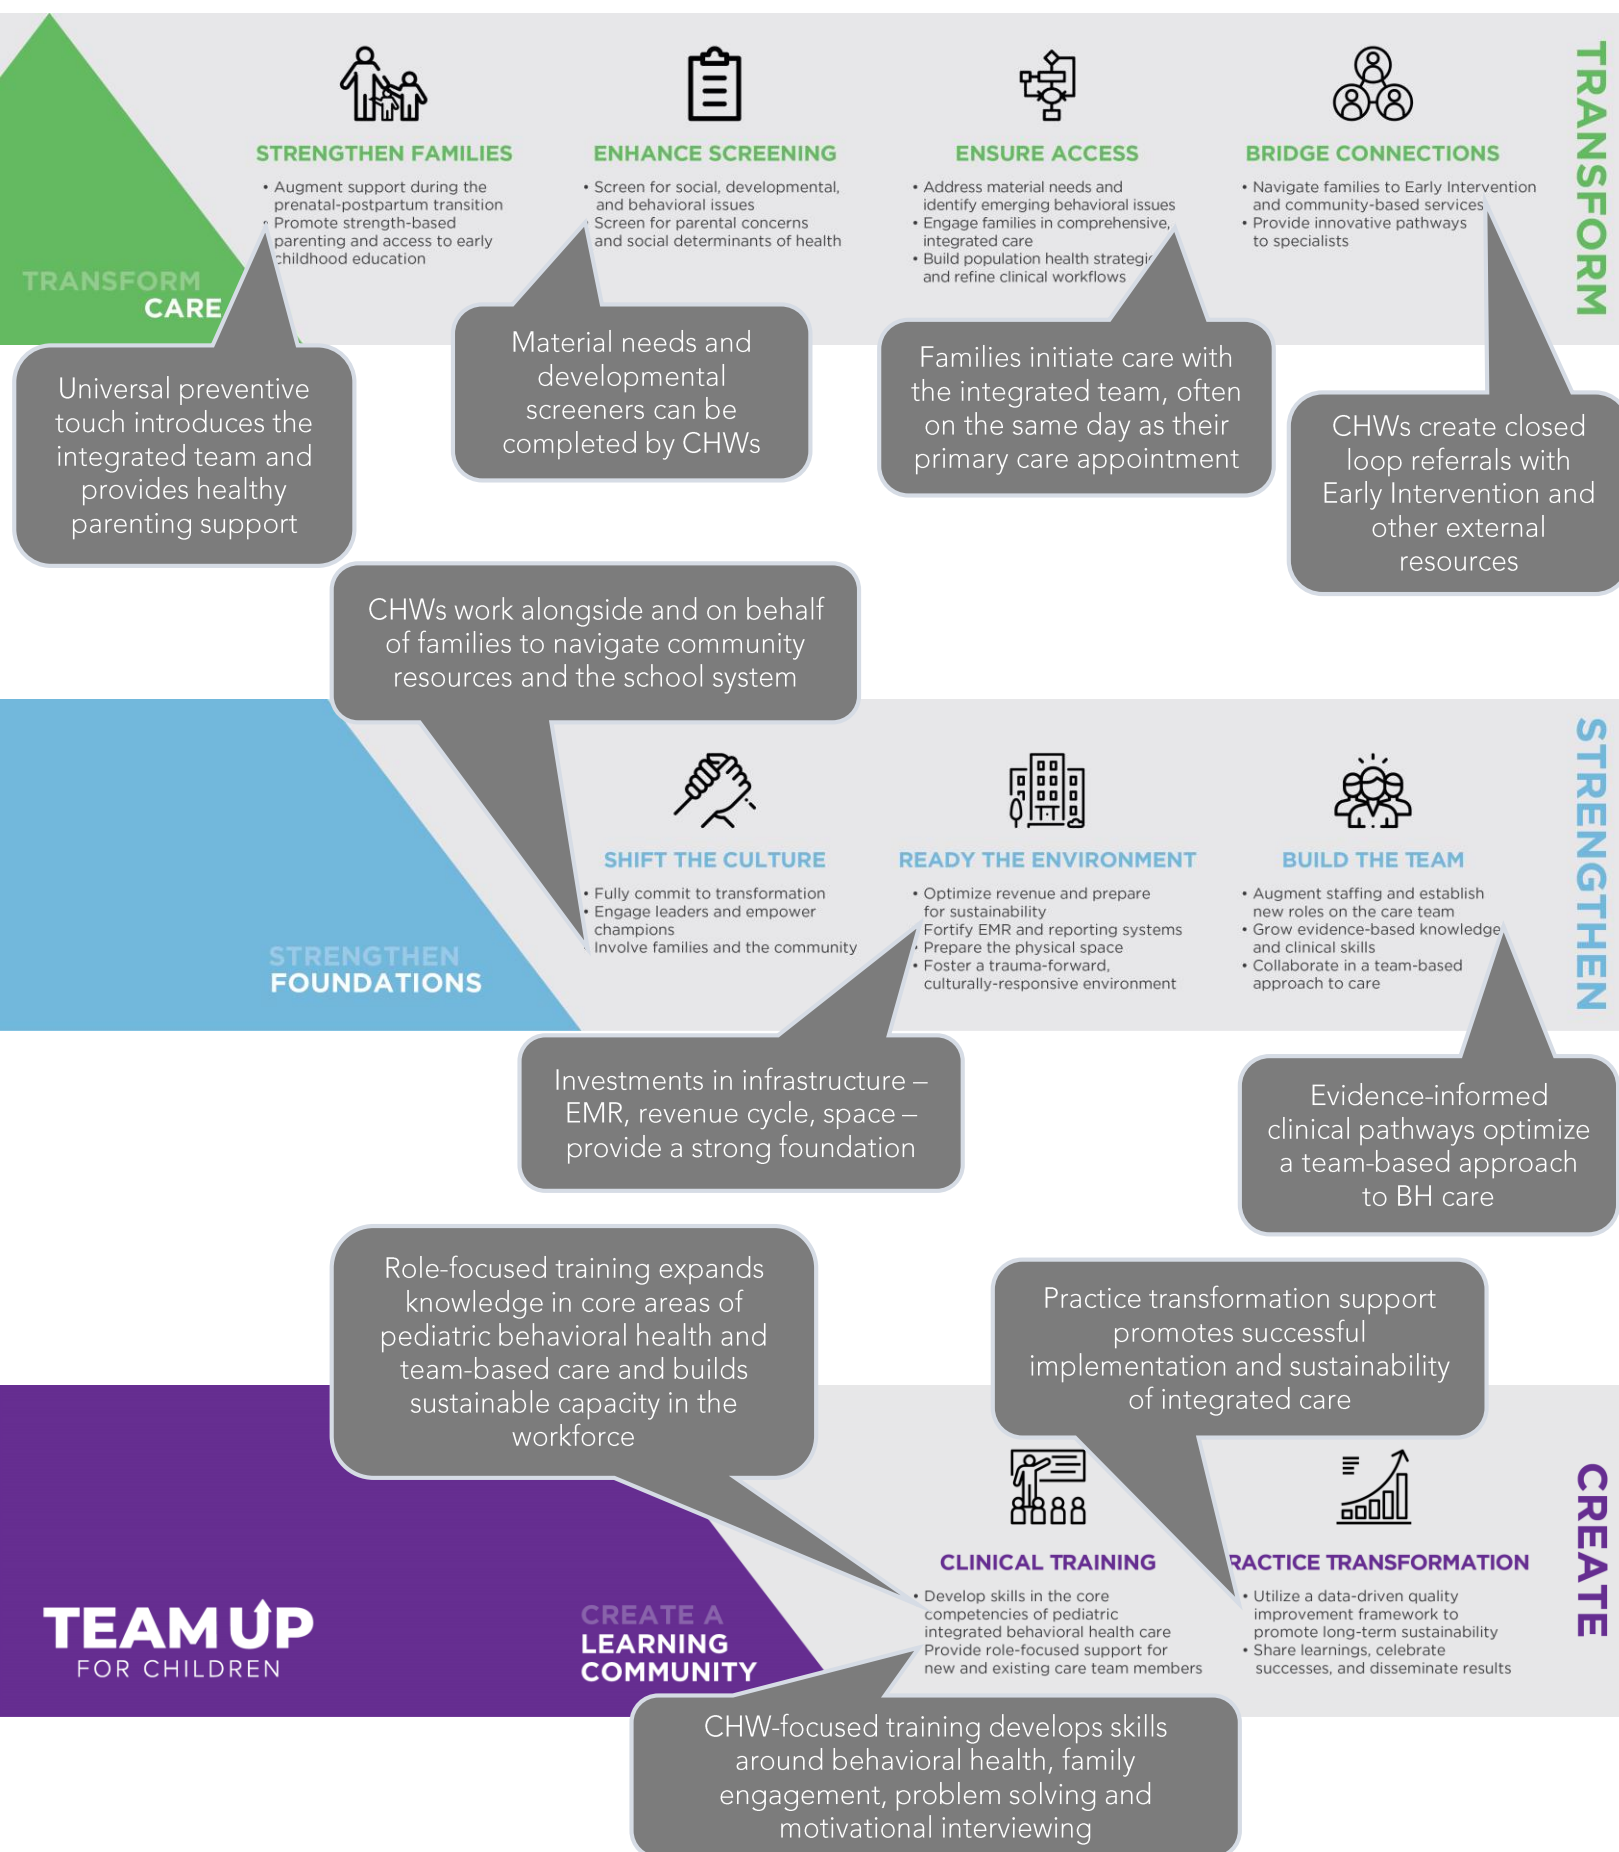 TRANSFORM
CARE
STRENGTHEN FAMILIES
• Augment support during the
prenatal-postpartum transition
• Promote strength-based
parenting and access to early
childhood education
ENHANCE SCREENING
• Screen for social, developmental,
and behavioral issues
Screen for parental concerns
and social determinants of health
ENSURE ACCESS
• Address material needs and
identify emerging behavioral issues
• Engage families in comprehensive,
integrated care
• Build population health
and refine clinical workflows
BRIDGE CONNECTIONS
• Navigate families to Early Intervention
and community-based services
• Provide innovative pathways
to specialists
TRANSFORM
Universal preventive
touch introduces the
integrated team and
provides healthy
parenting support
Material needs and
developmental
screeners can be
completed by CHWs
Families initiate care with
the integrated team, often
on the same day as their
primary care appointment
CHWs create closed
loop referrals with
Early Intervention and
other external
resources
CHWs work alongside and on behalf
of families to navigate community
resources and the school system
STRENGTHEN
FOUNDATIONS
SHIFT THE CULTURE
• Fully commit to transformation
• Engage leaders and empower
champions
Involve families and the community
READY THE ENVIRONMENT
• Optimize revenue and prepare
for sustainability
Fortify EMR and reporting systems
• Prepare the physical space
• Foster a trauma-forward,
culturally-responsive environment
BUILD THE TEAM
• Augment staffing and establish
new roles on the care team
• Grow evidence-based knowledge
and clinical skills
• Collaborate in a team-based
approach to care
STRENGTHEN
Investments in infrastructure –
EMR, revenue cycle, space –
provide a strong foundation
Evidence-informed
clinical pathways optimize
a team-based approach
to BH care
Role-focused training expands
knowledge in core areas of
pediatric behavioral health and
team-based care and builds
sustainable capacity in the
workforce
Practice transformation support
promotes successful
implementation and sustainability
of integrated care
TEAM UP
FOR CHILDREN
CREATE A
LEARNING
COMMUNITY
CLINICAL TRAINING
• Develop skills in the core
competencies of pediatric
integrated behavioral health care
Provide role-focused support for
new and existing care team members
TRANSFORMATION
• Utilize a data-driven quality
improvement framework to
promote long-term sustainability
• Share learnings, celebrate
successes, and disseminate results
CREATE
CHW-focused training develops skills
around behavioral health, family
engagement, problem solving and
motivational interviewing